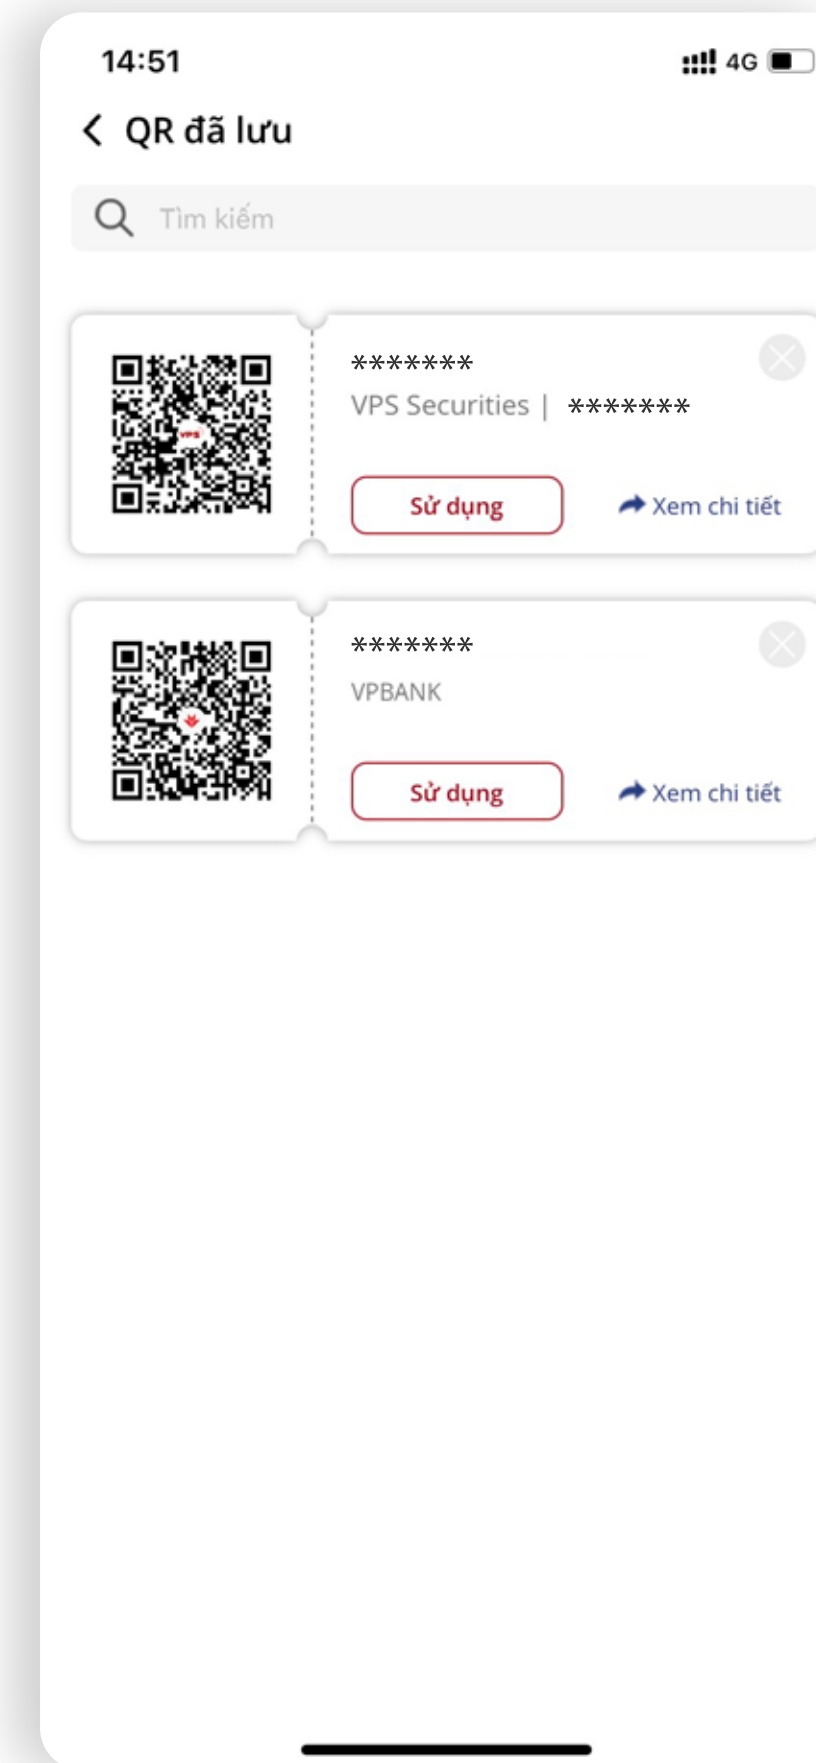 14:51 4G
QR đã lưu
Tìm kiếm
*******
VPS Securities | *******
Sử dụng Xem chi tiết
VPS
*******
VPBANK
Sử dụng Xem chi tiết